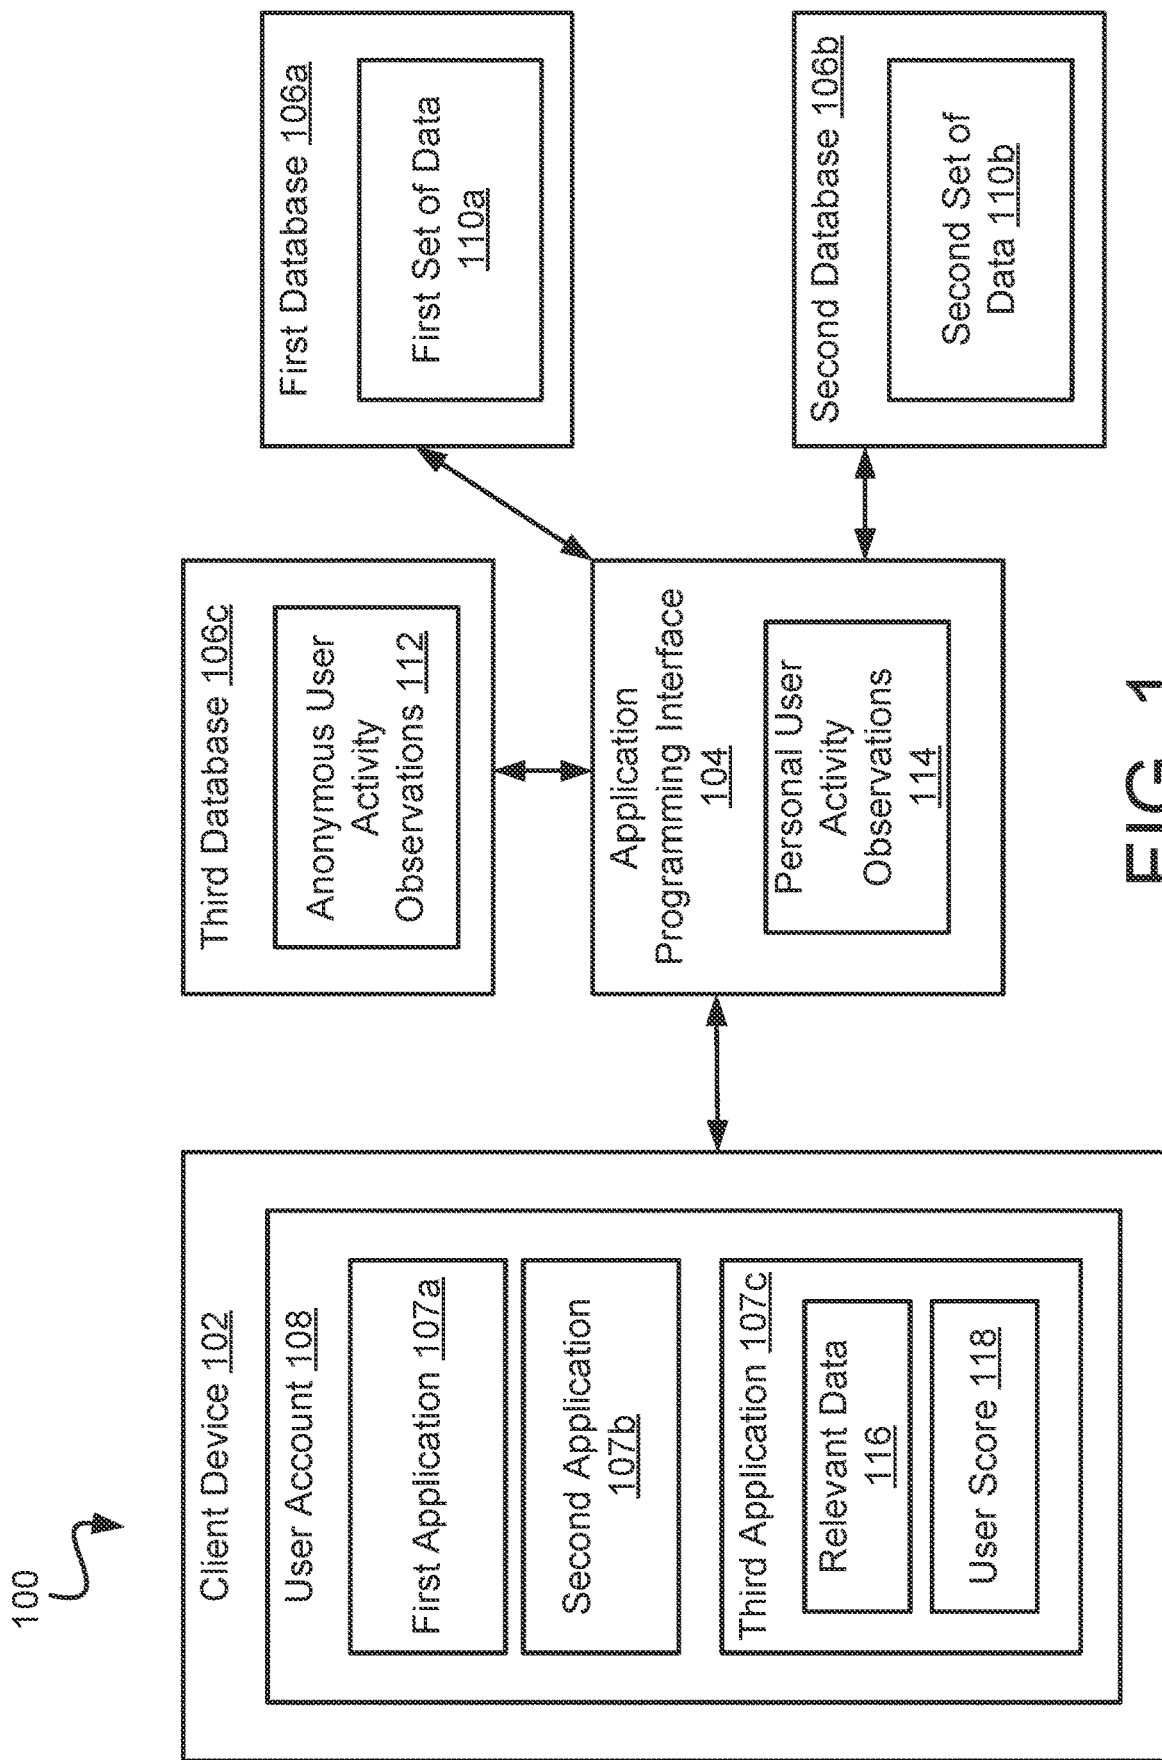 100
Client Device 102
User Account 108
First Application 107a
Second Application
107b
Third Application 107c
Relevant Data
116
User Score 118
Third Database 106c
Anonymous User
Activity
Observations 112
Application
Programming Interface
104
Personal User
Activity
Observations
114
First Database 106a
First Set of Data
110a
Second Database 106b
Second Set of
Data 110b
FIG. 1